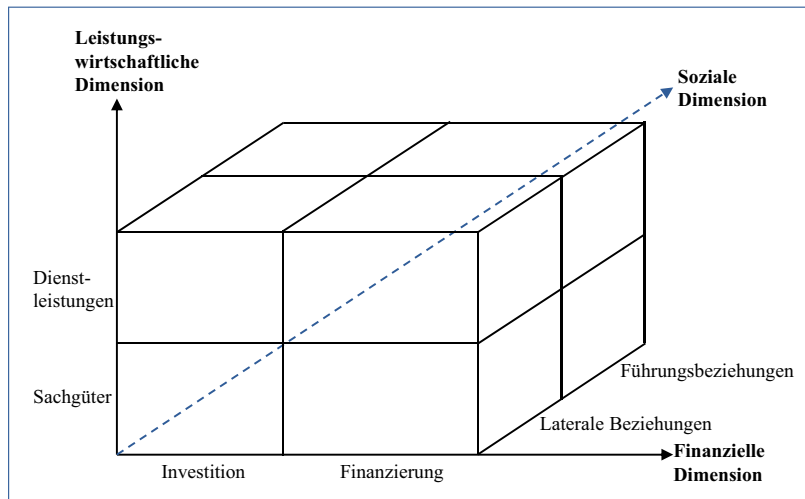 Leistungs-
wirtschaftliche
Dimension
Soziale
Dimension
Dienst-
leistungen
Sachgüter
Führungsbeziehungen
Laterale Beziehungen
Investition
Finanzierung
Finanzielle
Dimension